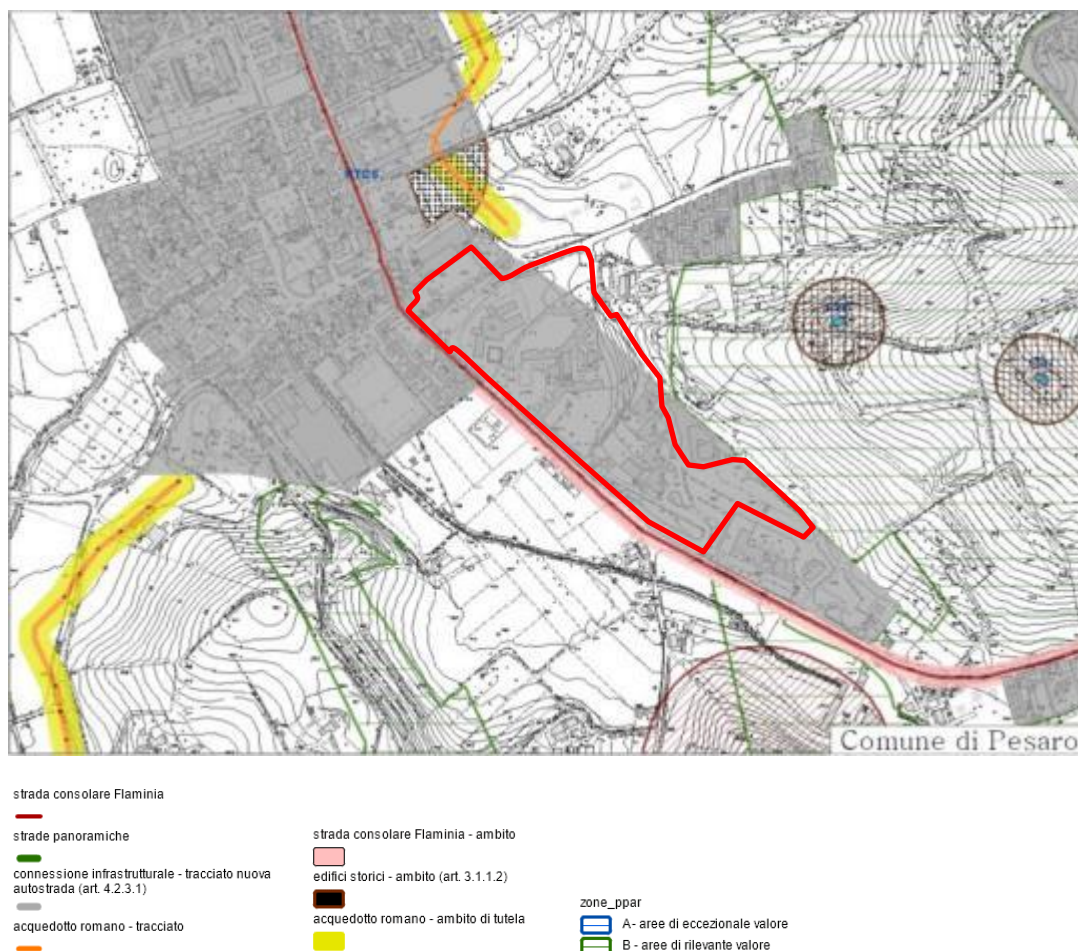 Comune di Pesaro
strada consolare Flaminia
strade panoramiche
connessione infrastrutturale - tracciato nuova
autostrada (art. 4.2.3.1)
acquedotto romano - tracciato
strada consolare Flaminia - ambito
edifici storici - ambito (art. 3.1.1.2)
acquedotto romano - ambito di tutela
zone_ppar
A - aree di eccezionale valore
B - aree di rilevante valore